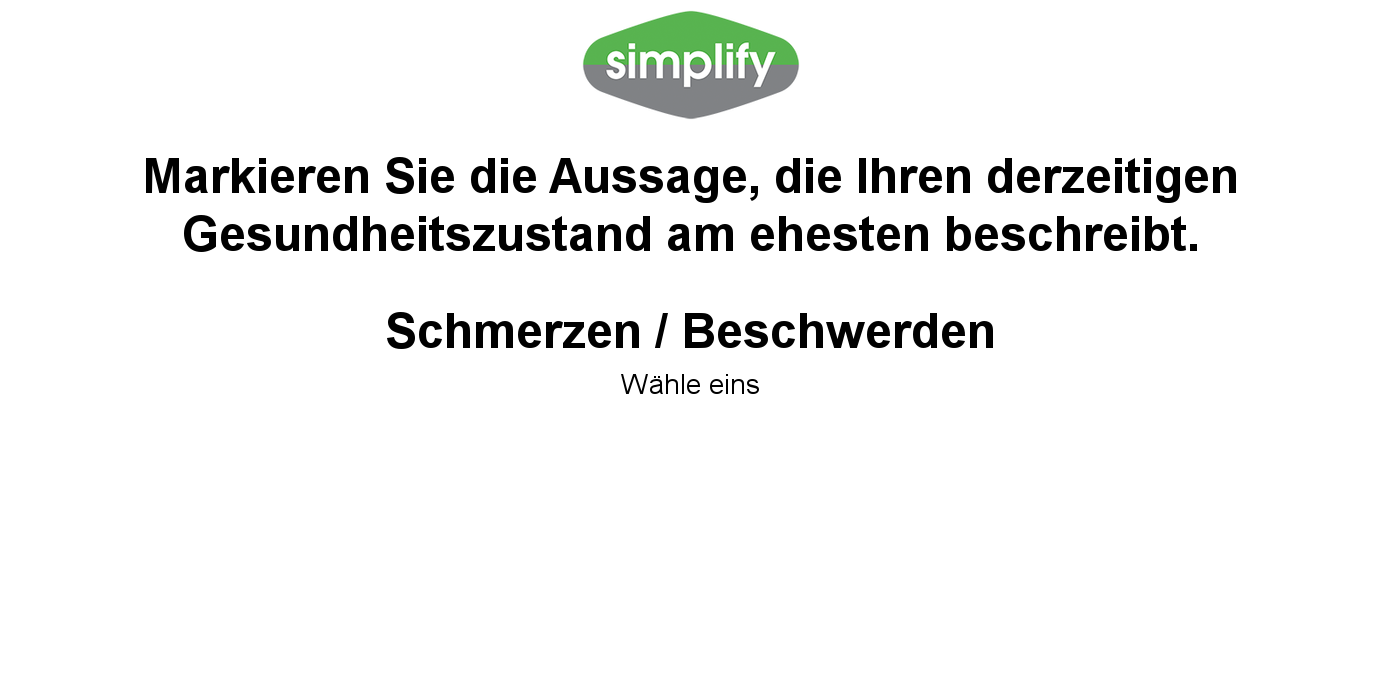 simplify
Markieren Sie die Aussage, die Ihren derzeitigen
Gesundheitszustand am ehesten beschreibt.
Schmerzen / Beschwerden
Wähle eins